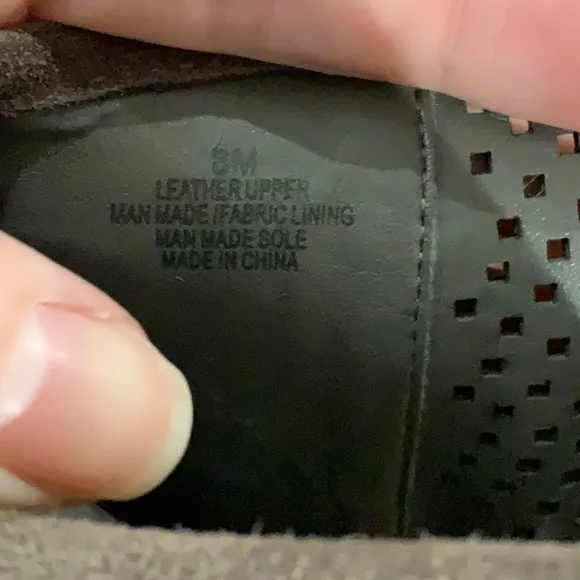 8M
LEATHER UPPER
MAN MADE /FABRIC LINING
MAN MADE SOLE
MADE IN CHINA